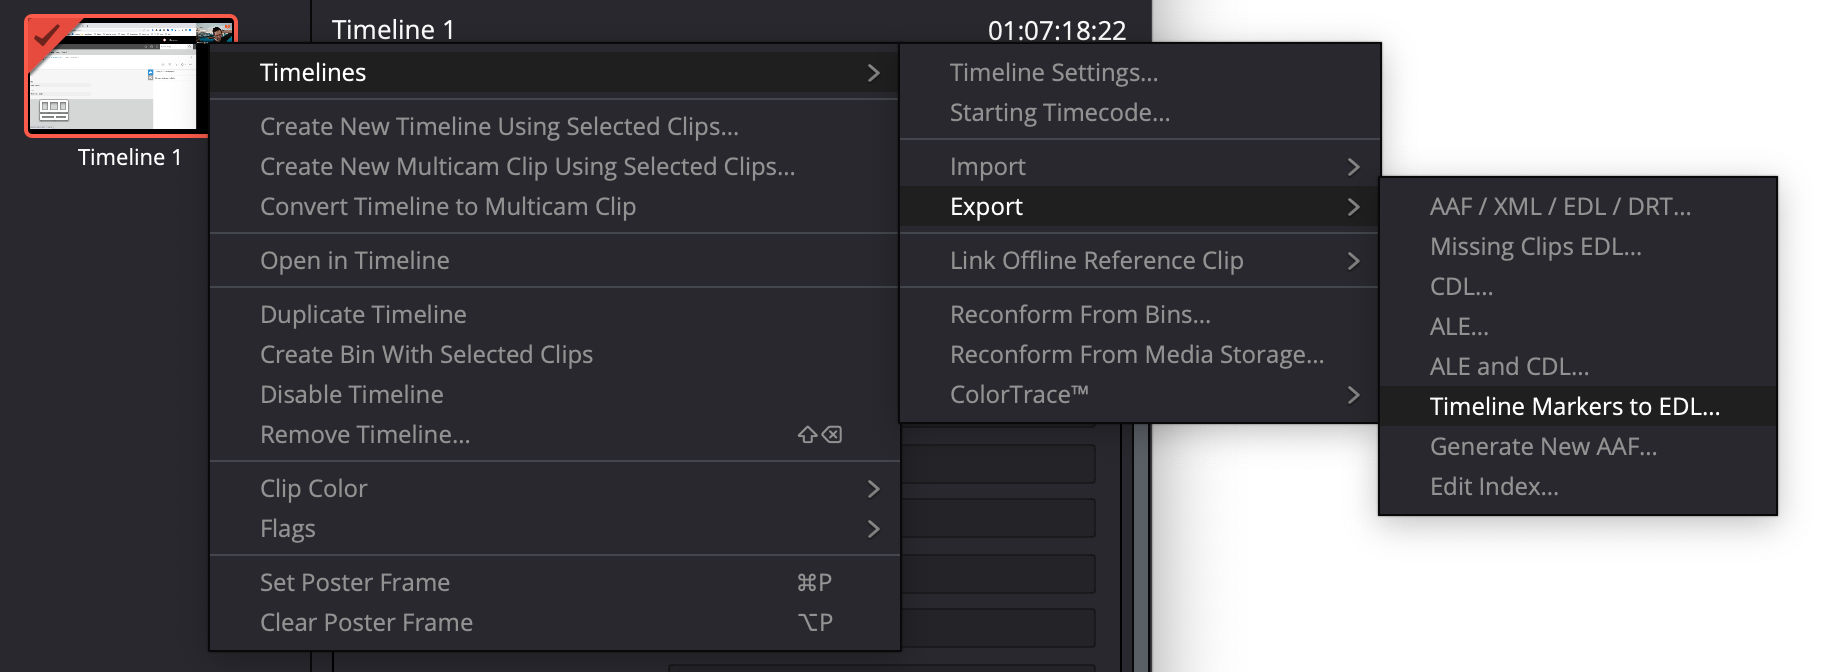 Timeline 1
01:07:18:22
Timeline 1
Timelines
Create New Timeline Using Selected Clips...
Create New Multicam Clip Using Selected Clips...
Convert Timeline to Multicam Clip
Open in Timeline
Duplicate Timeline
Create Bin With Selected Clips
Disable Timeline
Remove Timeline... ⇧⌫
Clip Color
Flags
Set Poster Frame ⌘P
Clear Poster Frame ⌥P
Timeline Settings...
Starting Timecode...
Import
Export
Link Offline Reference Clip
Reconform From Bins...
Reconform From Media Storage...
ColorTrace™
AAF / XML / EDL / DRT...
Missing Clips EDL...
CDL...
ALE...
ALE and CDL...
Timeline Markers to EDL...
Generate New AAF...
Edit Index...